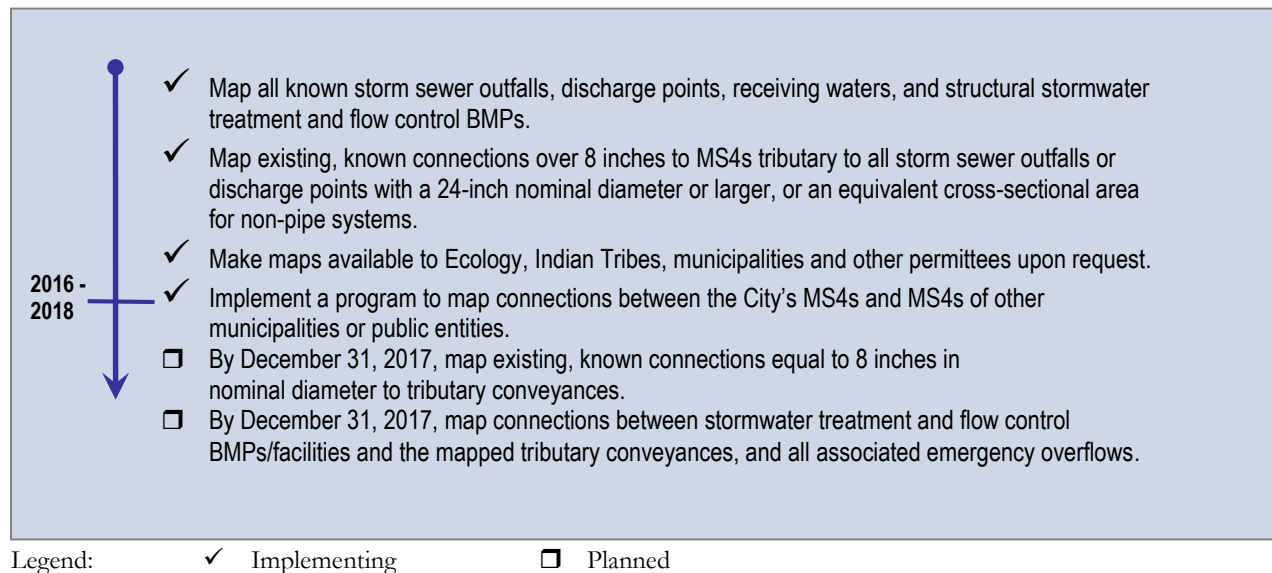 ✓ Map all known storm sewer outfalls, discharge points, receiving waters, and structural stormwater
treatment and flow control BMPs.
✓ Map existing, known connections over 8 inches to MS4s tributary to all storm sewer outfalls or
discharge points with a 24-inch nominal diameter or larger, or an equivalent cross-sectional area
for non-pipe systems.
✓ Make maps available to Ecology, Indian Tribes, municipalities and other permittees upon request.
2016 -
2018
✓ Implement a program to map connections between the City's MS4s and MS4s of other
municipalities or public entities.
❒ By December 31, 2017, map existing, known connections equal to 8 inches in
nominal diameter to tributary conveyances.
❒ By December 31, 2017, map connections between stormwater treatment and flow control
BMPs/facilities and the mapped tributary conveyances, and all associated emergency overflows.
Legend: ✓ Implementing ❒ Planned